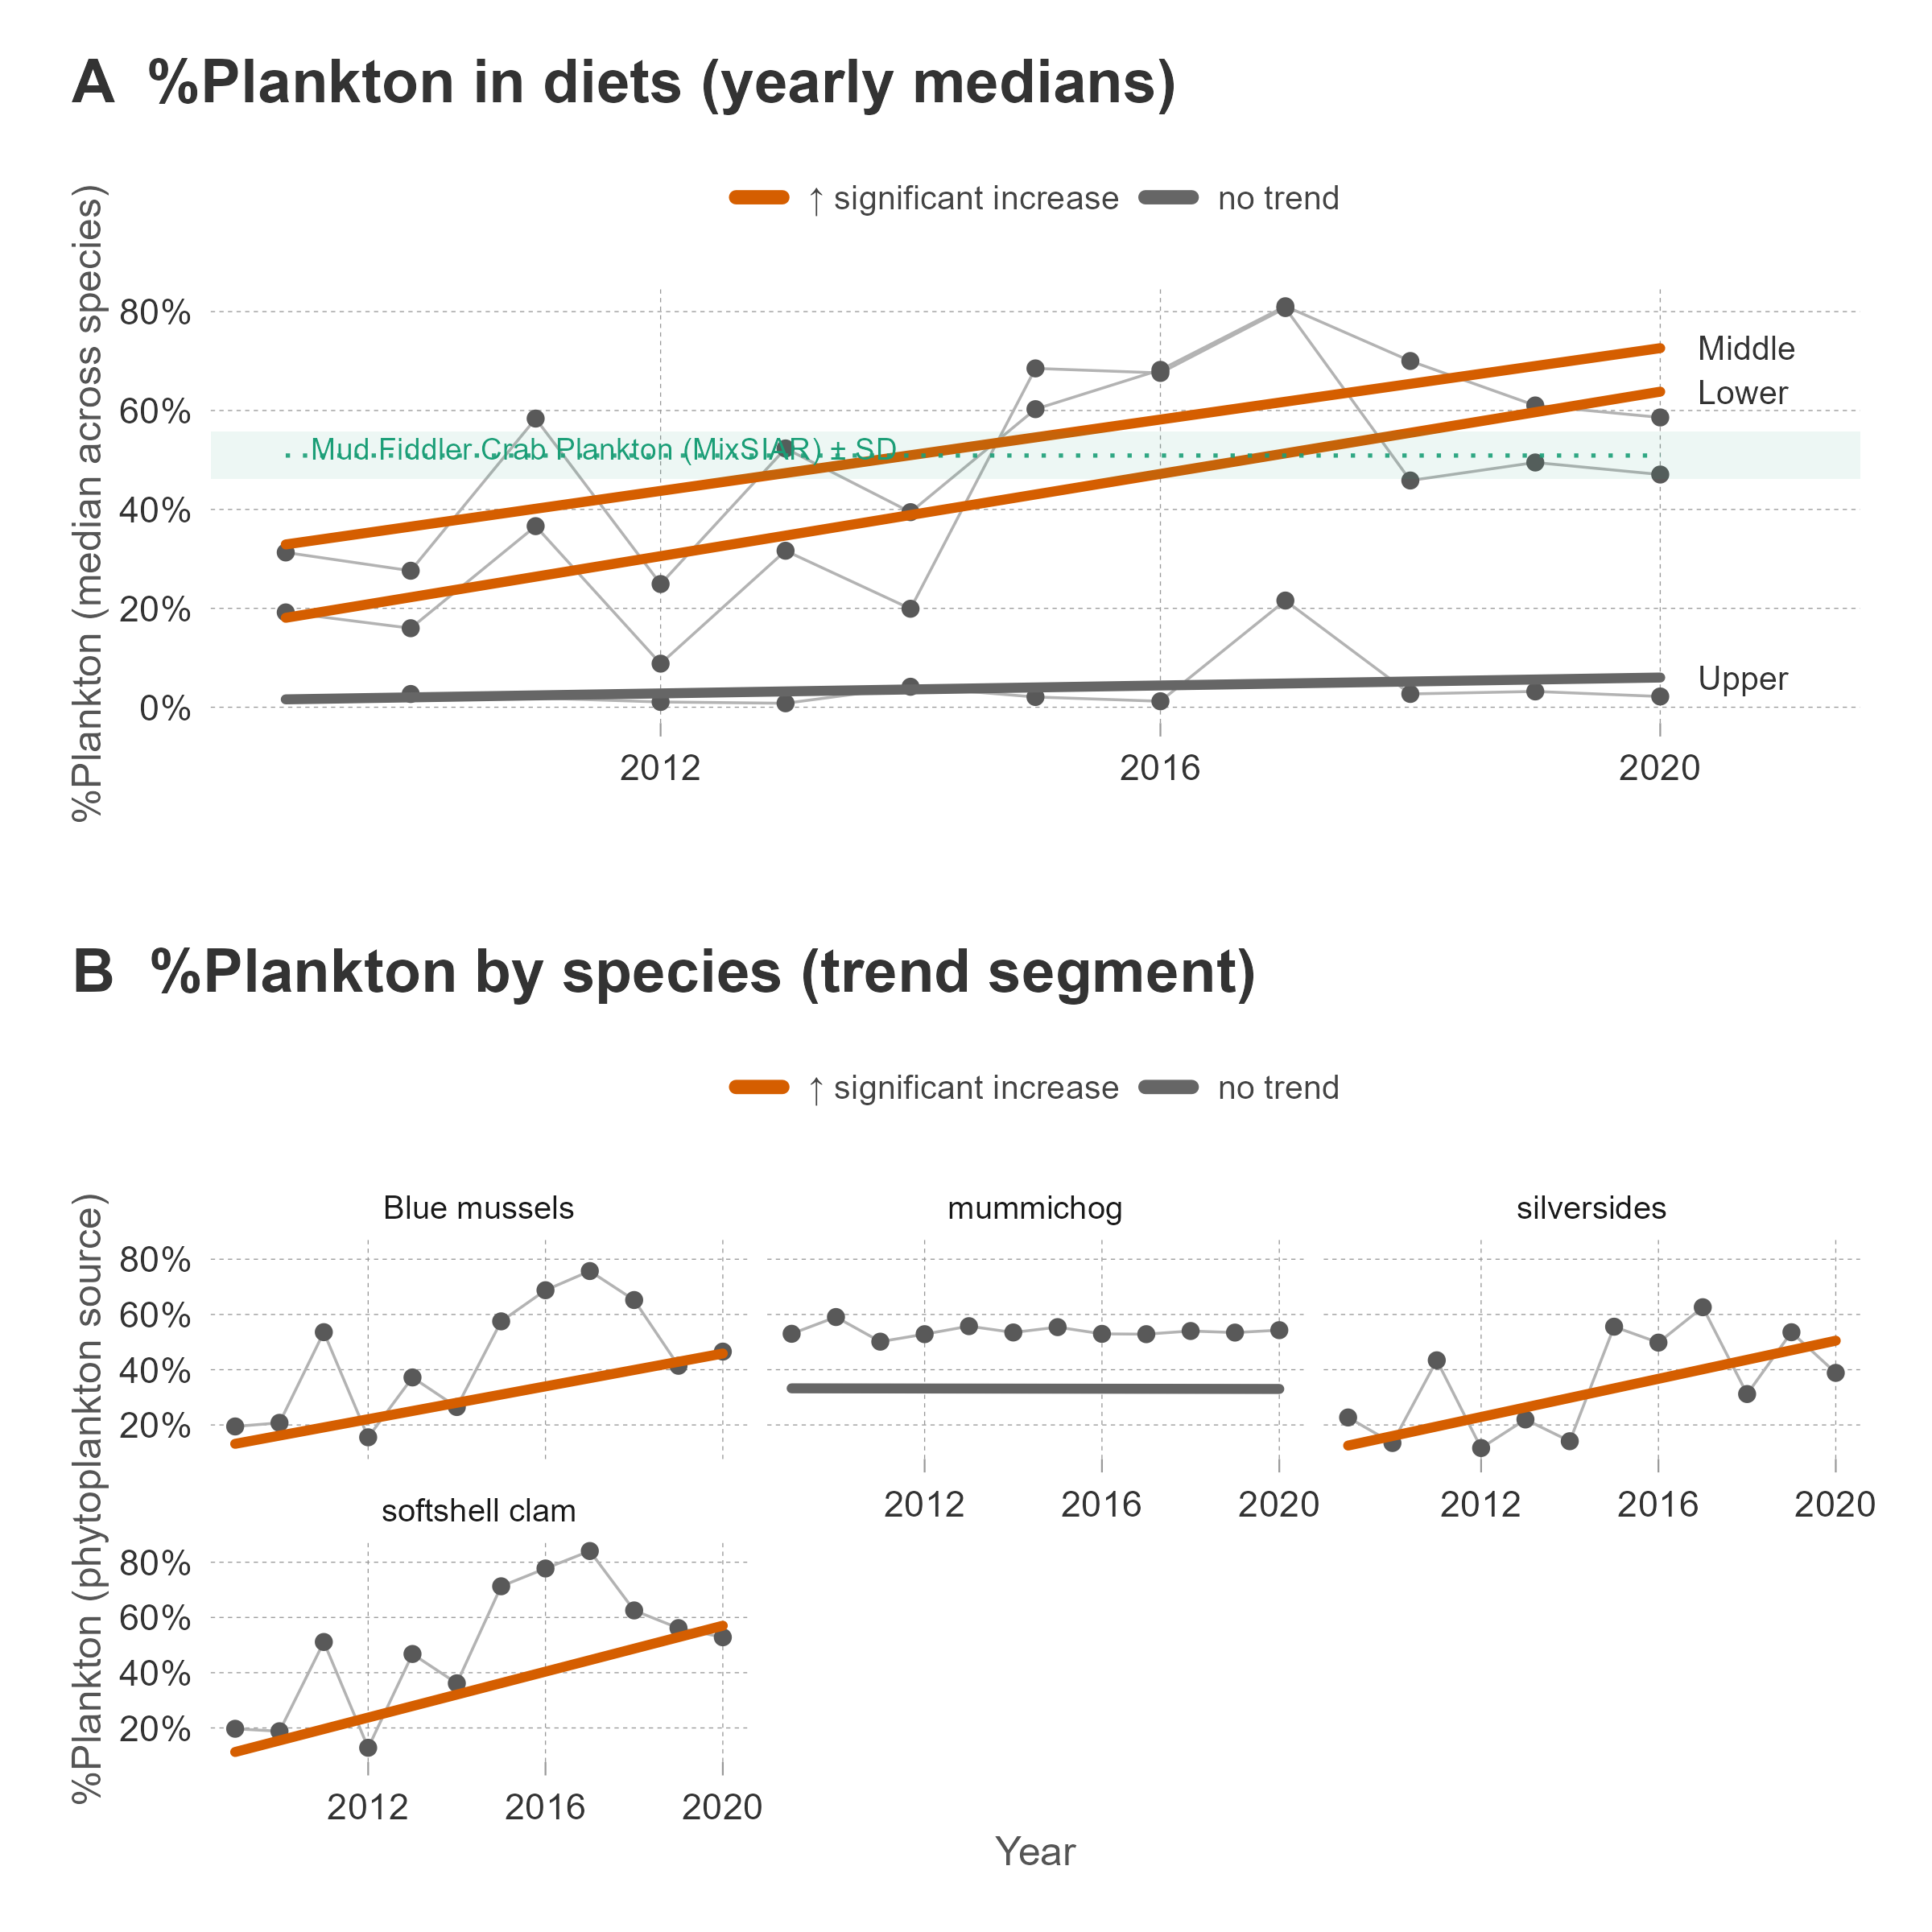 A %Plankton in diets (yearly medians)
↑ significant increase no trend
%Plankton (median across species)
80%
60%
40%
20%
0%
Middle
Lower
Mud Fiddler Crab Plankton (MixSIAR) ± SD
Upper
2012 2016 2020
B %Plankton by species (trend segment)
↑ significant increase no trend
%Plankton (phytoplankton source)
Blue mussels mummichog silversides
80%
60%
40%
20%
2012 2016 2020 2012 2016 2020
softshell clam
80%
60%
40%
20%
2012 2016 2020
Year